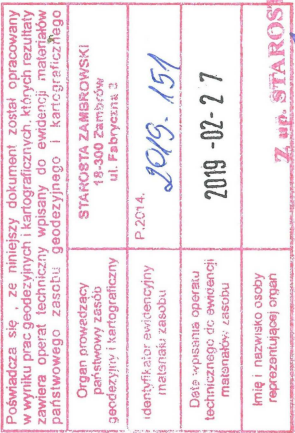 Poświadcza się, że niniejszy dokument został opracowany
w wyniku prac geodezyjnych i kartograficznych, których rezultaty
zawiera operat techniczny wpisany do ewidencji materiałów
państwowego zasobu geodezyjnego i kartograficznego
Organ prowadzący
państwowy zasób
geodezyjny i kartograficzny
STAROSTA ZAMBROWSKI
18-300 Zambrów
ul. Fabryczna 3
Identyfikator ewidencyjny
materiału zasobu
P.2014.
2019-151
Data wpisania operatu
technicznego do ewidencji
materiałów zasobu
2019-02-27
Imię i nazwisko osoby
reprezentującej organ
Z up. STAROS